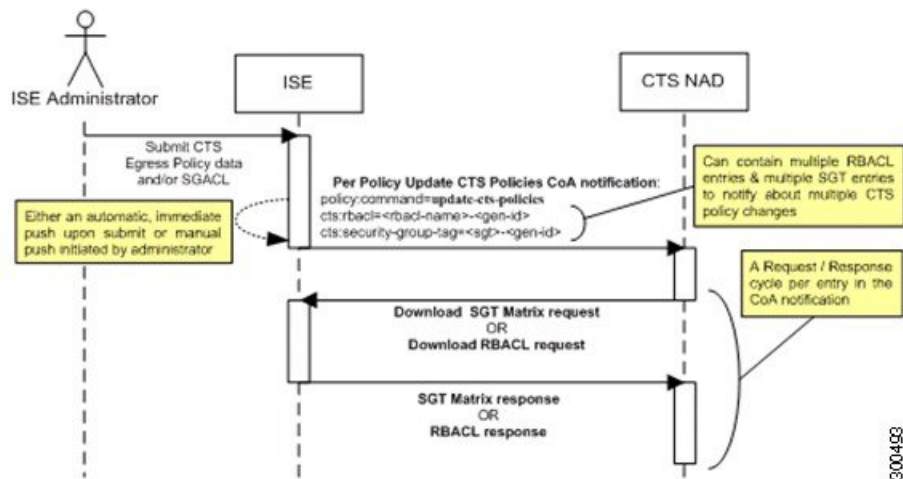 ISE Administrator
ISE
CTS NAD
Submit CTS
Egress Policy data
and/or SGACL
Either an automatic, immediate
push upon submit or manual
push initiated by administrator
Per Policy Update CTS Policies CoA notification:
policy:command=update-cts-policies
cts:rbacl=<rbacl-name>-<gen-id>
cts:security-group-tag=<sgt>-<gen-id>
Can contain multiple RBACL
entries & multiple SGT entries
to notify about multiple CTS
policy changes
A Request / Response
cycle per entry in the
CoA notification
Download SGT Matrix request
OR
Download RBACL request
SGT Matrix response
OR
RBACL response
300493